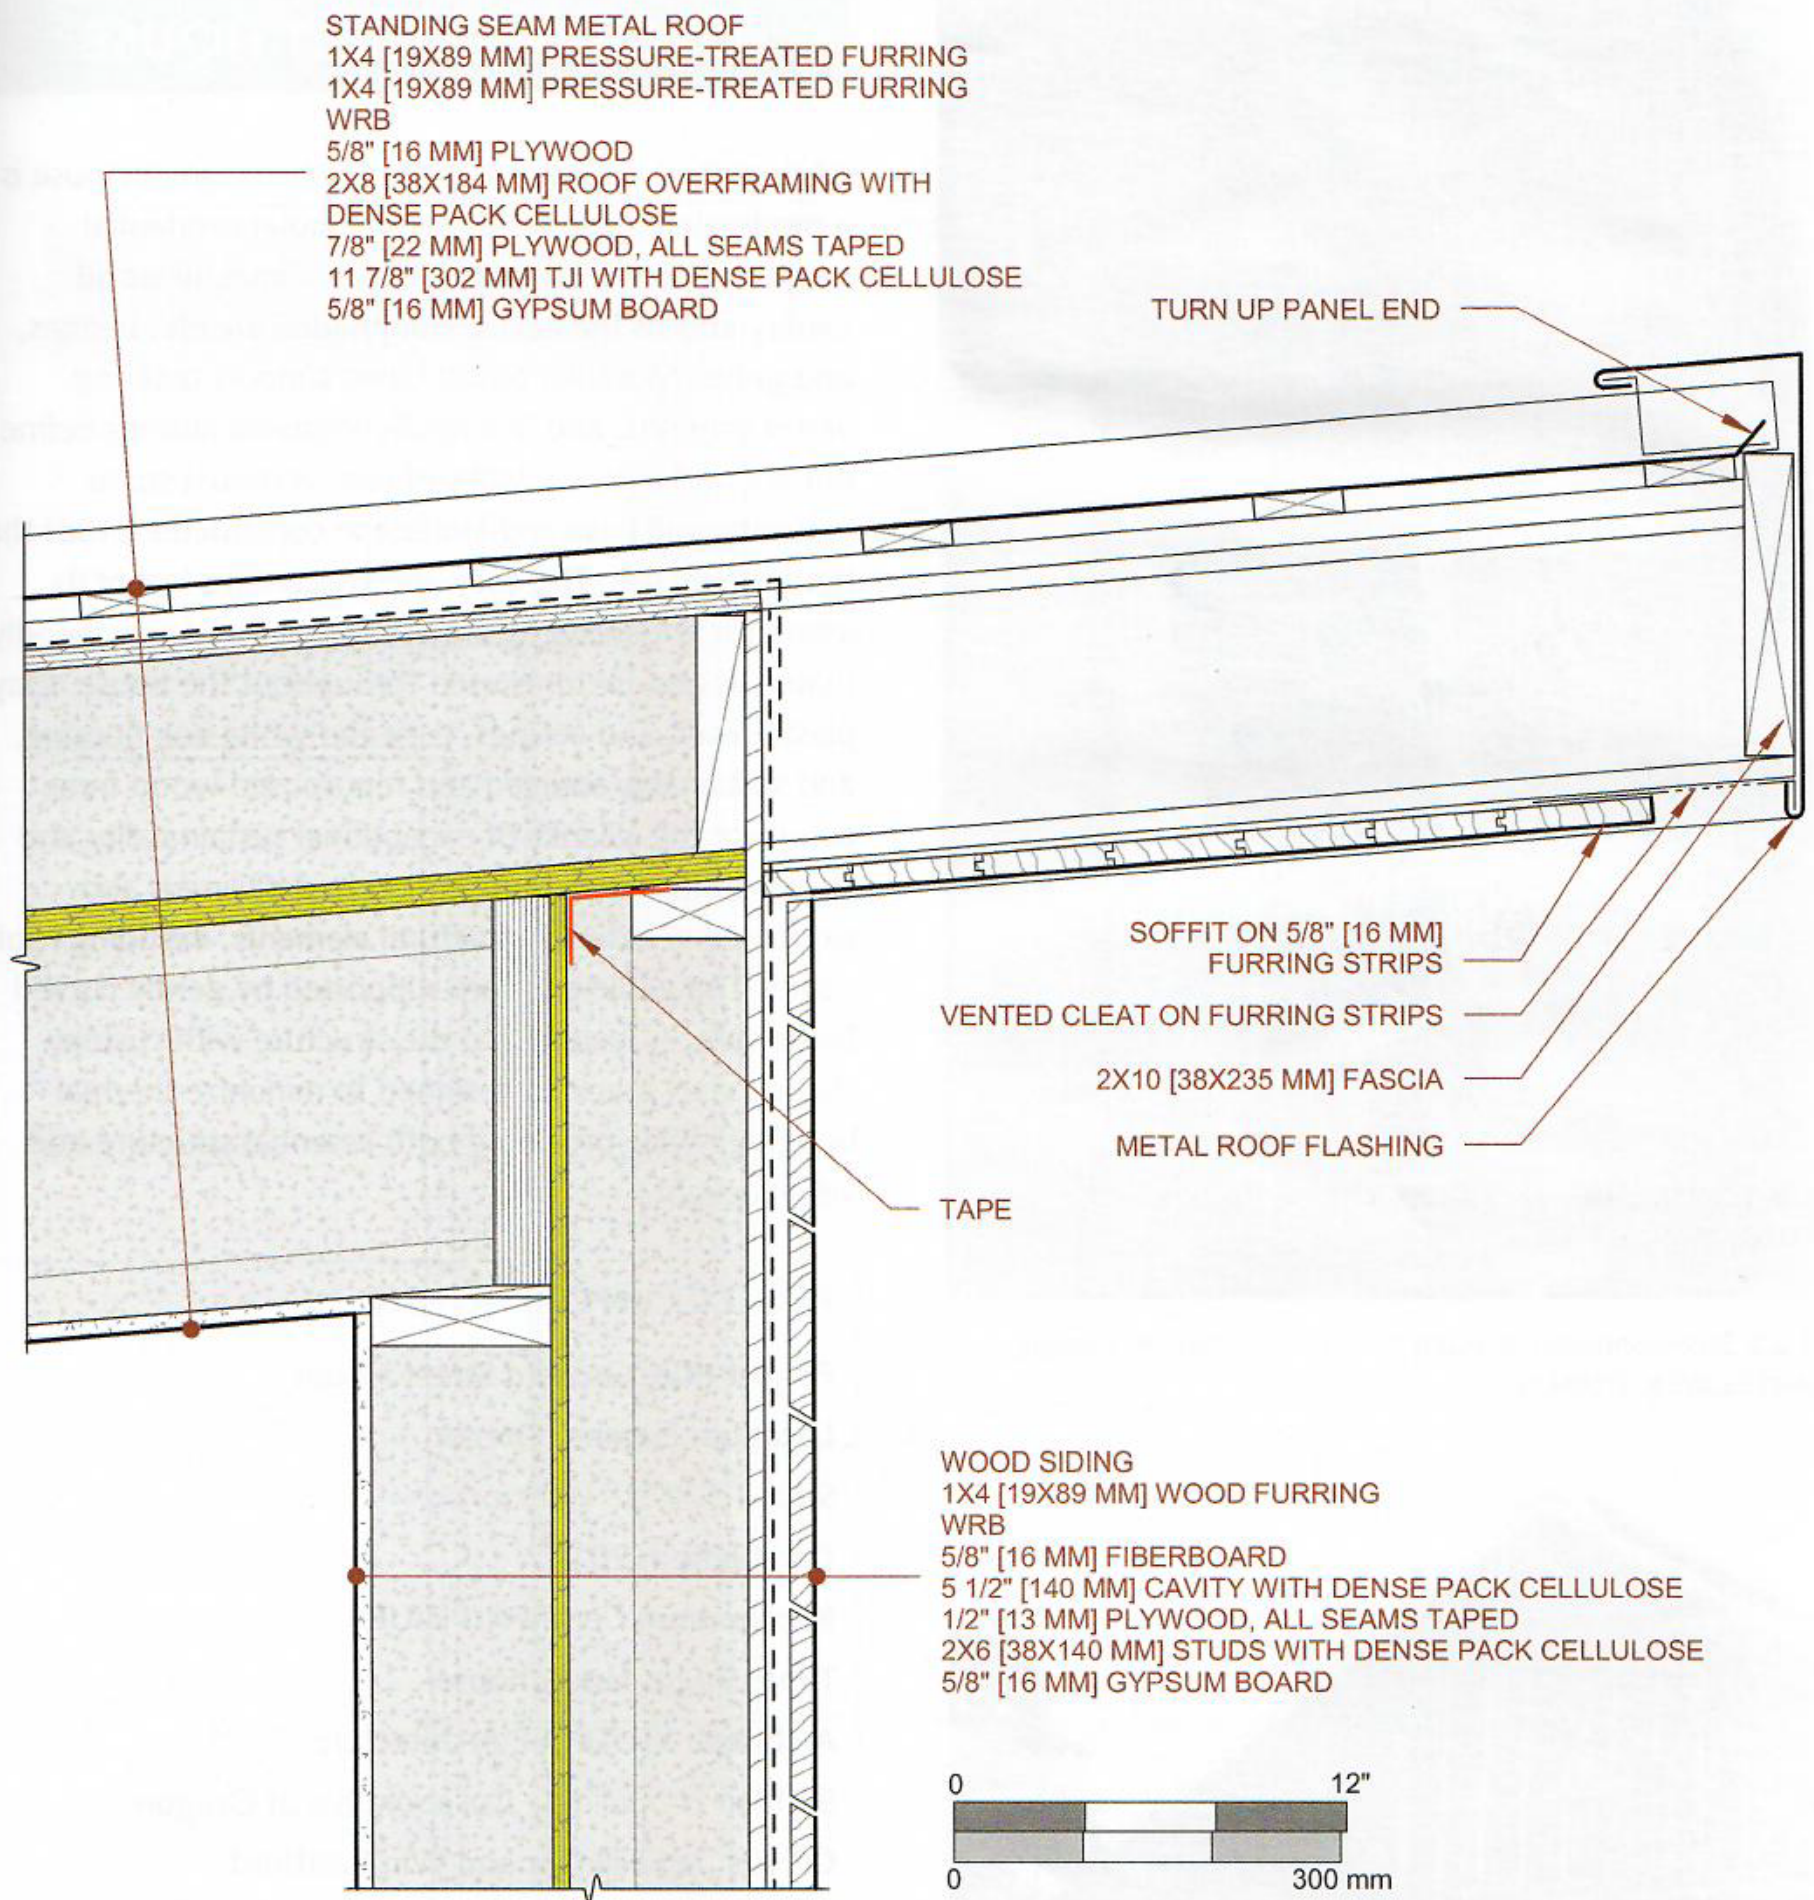 STANDING SEAM METAL ROOF
1X4 [19X89 MM] PRESSURE-TREATED FURRING
1X4 [19X89 MM] PRESSURE-TREATED FURRING
WRB
5/8" [16 MM] PLYWOOD
2X8 [38X184 MM] ROOF OVERFRAMING WITH
DENSE PACK CELLULOSE
7/8" [22 MM] PLYWOOD, ALL SEAMS TAPED
11 7/8" [302 MM] TJI WITH DENSE PACK CELLULOSE
5/8" [16 MM] GYPSUM BOARD
TURN UP PANEL END
SOFFIT ON 5/8" [16 MM]
FURRING STRIPS
VENTED CLEAT ON FURRING STRIPS
2X10 [38X235 MM] FASCIA
METAL ROOF FLASHING
TAPE
WOOD SIDING
1X4 [19X89 MM] WOOD FURRING
WRB
5/8" [16 MM] FIBERBOARD
5 1/2" [140 MM] CAVITY WITH DENSE PACK CELLULOSE
1/2" [13 MM] PLYWOOD, ALL SEAMS TAPED
2X6 [38X140 MM] STUDS WITH DENSE PACK CELLULOSE
5/8" [16 MM] GYPSUM BOARD
0 12"
0 300 mm